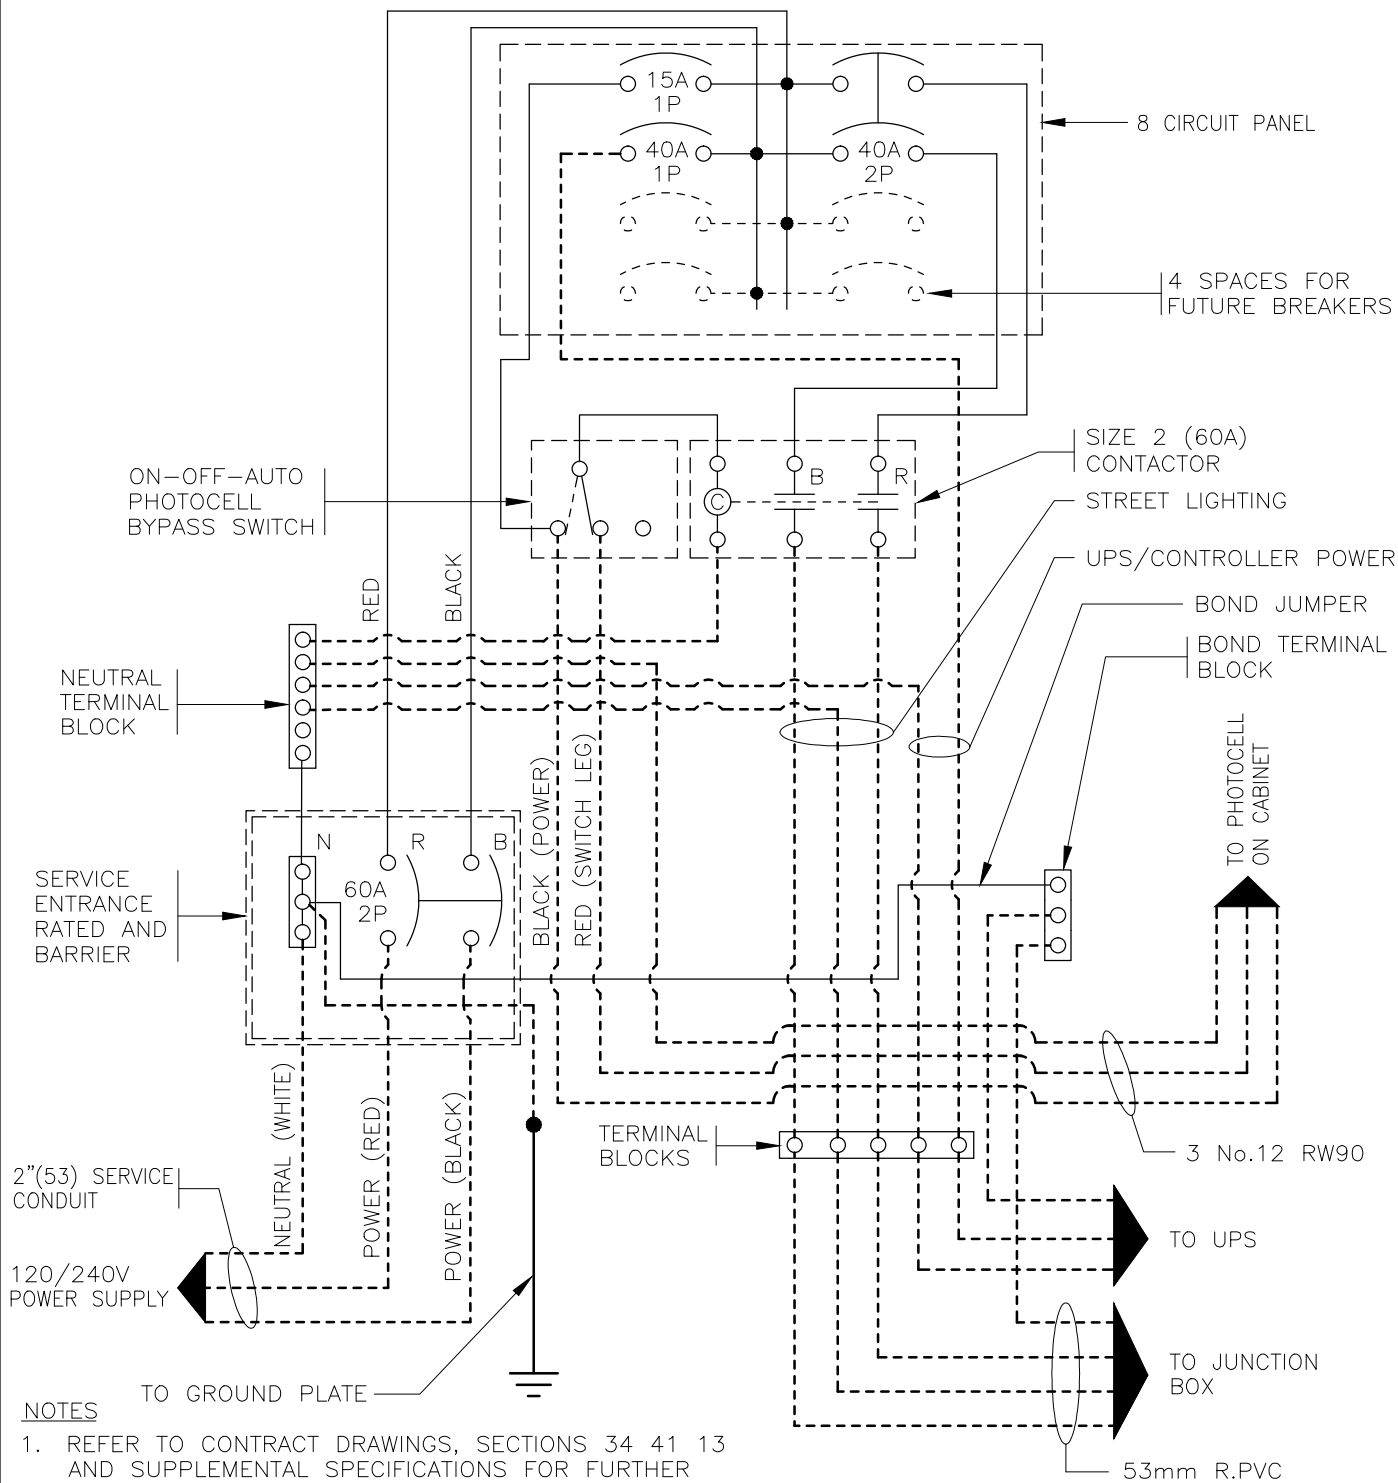 15A
1P
40A
1P
40A
2P
8 CIRCUIT PANEL
4 SPACES FOR
FUTURE BREAKERS
SIZE 2 (60A)
CONTACTOR
B
R
C
ON-OFF-AUTO
PHOTOCELL
BYPASS SWITCH
STREET LIGHTING
UPS/CONTROLLER POWER
RED
BLACK
BOND JUMPER
BOND TERMINAL
BLOCK
NEUTRAL
TERMINAL
BLOCK
BLACK (POWER)
RED (SWITCH LEG)
TO PHOTOCELL
ON CABINET
N
R
B
60A
2P
SERVICE
ENTRANCE
RATED AND
BARRIER
NEUTRAL (WHITE)
POWER (RED)
POWER (BLACK)
TERMINAL
BLOCKS
3 No.12 RW90
2"(53) SERVICE
CONDUIT
120/240V
POWER SUPPLY
TO UPS
TO JUNCTION
BOX
TO GROUND PLATE
53mm R.PVC
NOTES
1. REFER TO CONTRACT DRAWINGS, SECTIONS 34 41 13
AND SUPPLEMENTAL SPECIFICATIONS FOR FURTHER